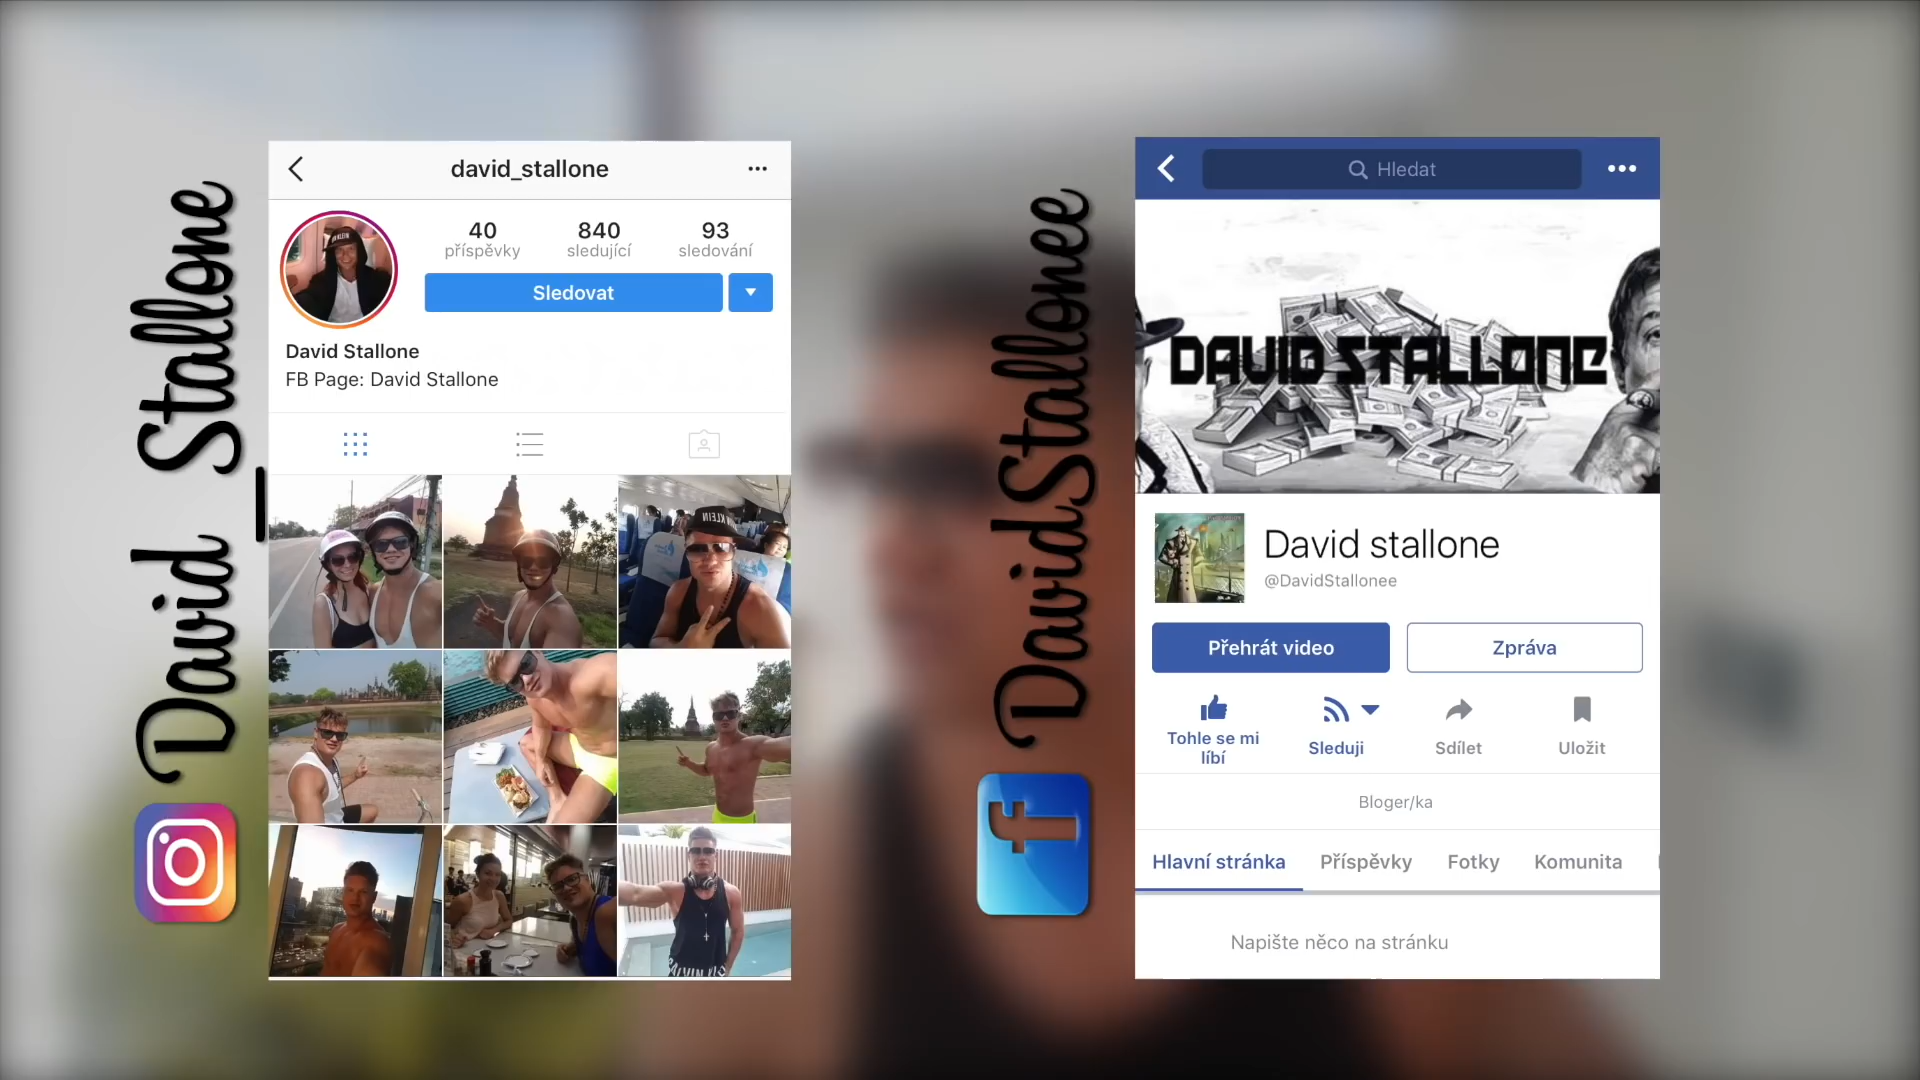 David_Stallone
david_stallone
40
příspěvky
840
sledující
93
sledování
Sledovat
David Stallone
FB Page: David Stallone
DavidStallonee
Hledat
DAVID STALLONE
David stallone
@DavidStallonee
Přehrát video
Zpráva
Tohle se mi
líbí
Sleduji
Sdílet
Uložit
Bloger/ka
Hlavní stránka
Příspěvky
Fotky
Komunita
Napište něco na stránku